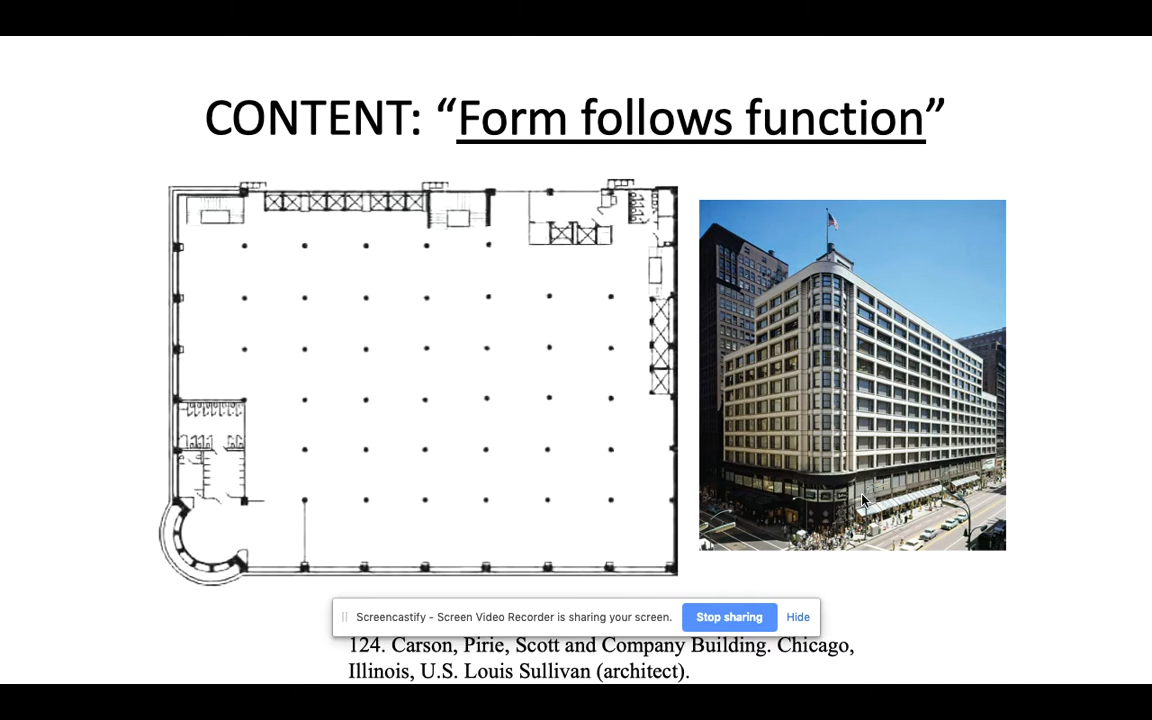 CONTENT: “Form follows function”
Screencastify - Screen Video Recorder is sharing your screen. Stop sharing Hide
124. Carson, Pirie, Scott and Company Building. Chicago,
Illinois, U.S. Louis Sullivan (architect).